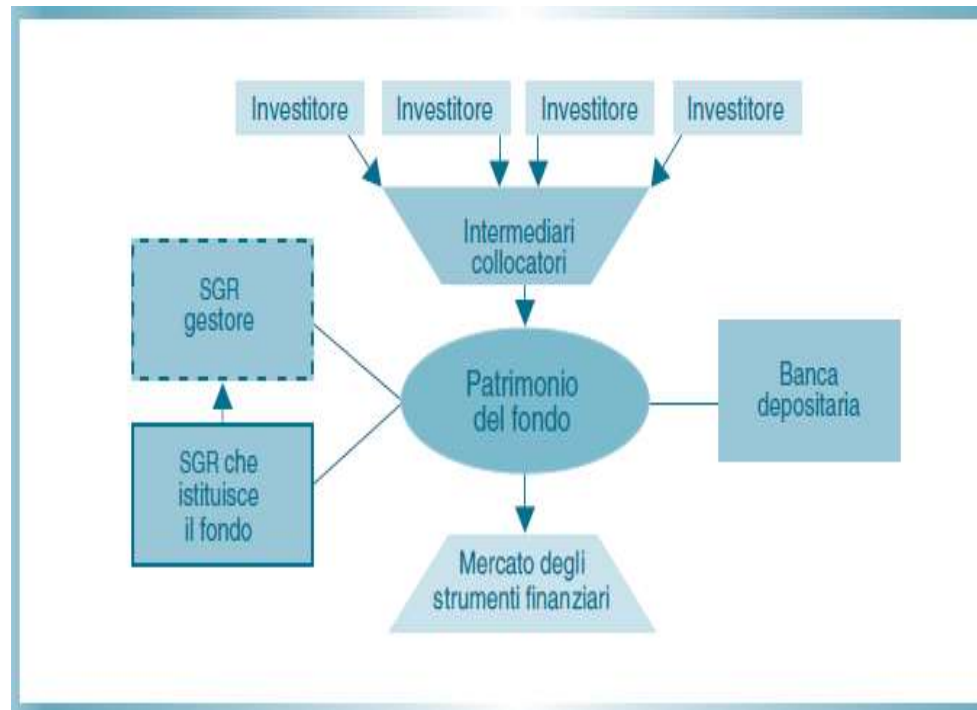 Investitore
Investitore
Investitore
Investitore
Intermediari
collocatori
SGR
gestore
Patrimonio
del fondo
Banca
depositaria
SGR che
istituisce
il fondo
Mercato degli
strumenti finanziari